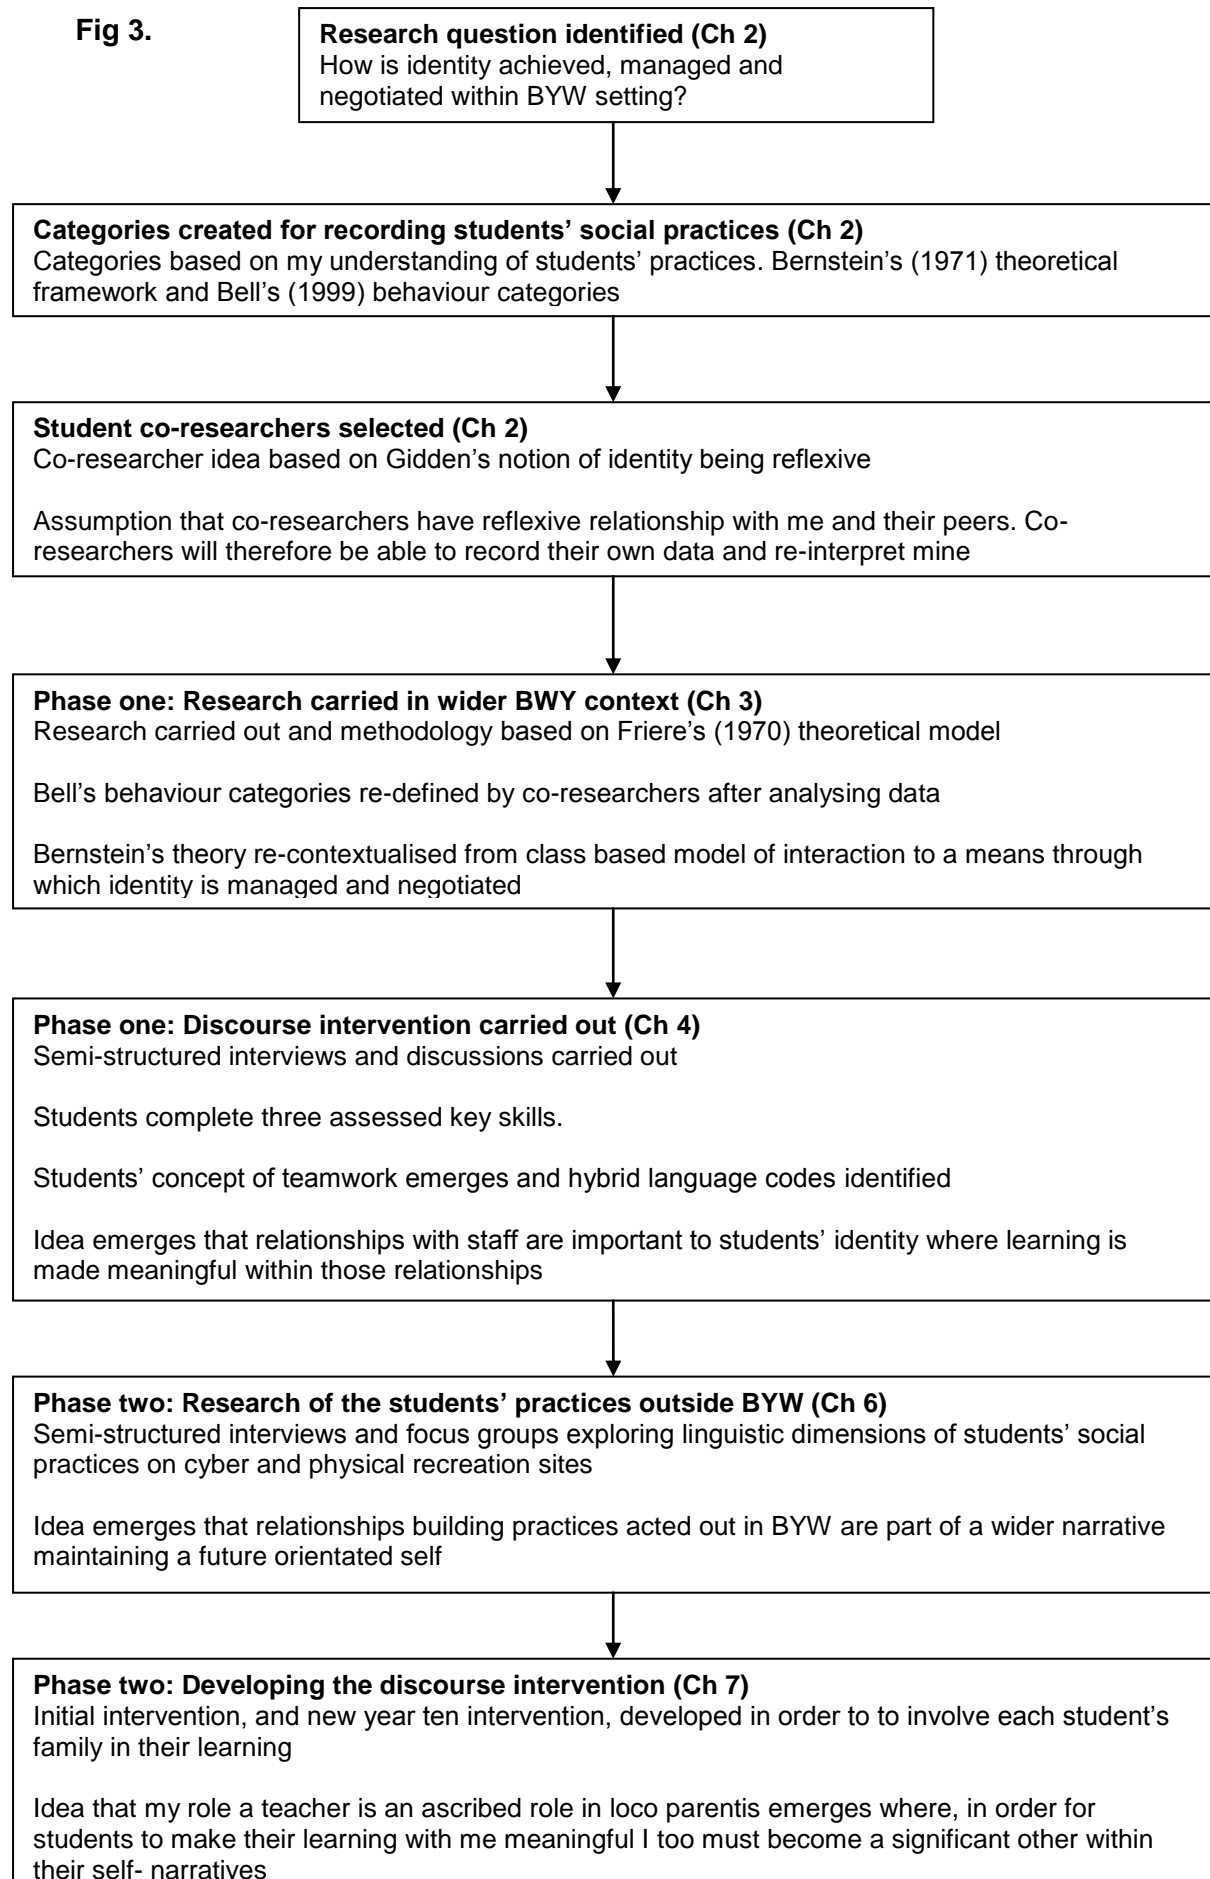 Fig 3.
Research question identified (Ch 2)
How is identity achieved, managed and
negotiated within BYW setting?
Categories created for recording students’ social practices (Ch 2)
Categories based on my understanding of students’ practices. Bernstein’s (1971) theoretical
framework and Bell’s (1999) behaviour categories
Student co-researchers selected (Ch 2)
Co-researcher idea based on Gidden’s notion of identity being reflexive
Assumption that co-researchers have reflexive relationship with me and their peers. Co-
researchers will therefore be able to record their own data and re-interpret mine
Phase one: Research carried in wider BWY context (Ch 3)
Research carried out and methodology based on Friere’s (1970) theoretical model
Bell’s behaviour categories re-defined by co-researchers after analysing data
Bernstein’s theory re-contextualised from class based model of interaction to a means through
which identity is managed and negotiated
Phase one: Discourse intervention carried out (Ch 4)
Semi-structured interviews and discussions carried out
Students complete three assessed key skills.
Students’ concept of teamwork emerges and hybrid language codes identified
Idea emerges that relationships with staff are important to students’ identity where learning is
made meaningful within those relationships
Phase two: Research of the students’ practices outside BYW (Ch 6)
Semi-structured interviews and focus groups exploring linguistic dimensions of students’ social
practices on cyber and physical recreation sites
Idea emerges that relationships building practices acted out in BYW are part of a wider narrative
maintaining a future orientated self
Phase two: Developing the discourse intervention (Ch 7)
Initial intervention, and new year ten intervention, developed in order to to involve each student’s
family in their learning
Idea that my role a teacher is an ascribed role in loco parentis emerges where, in order for
students to make their learning with me meaningful I too must become a significant other within
their self- narratives